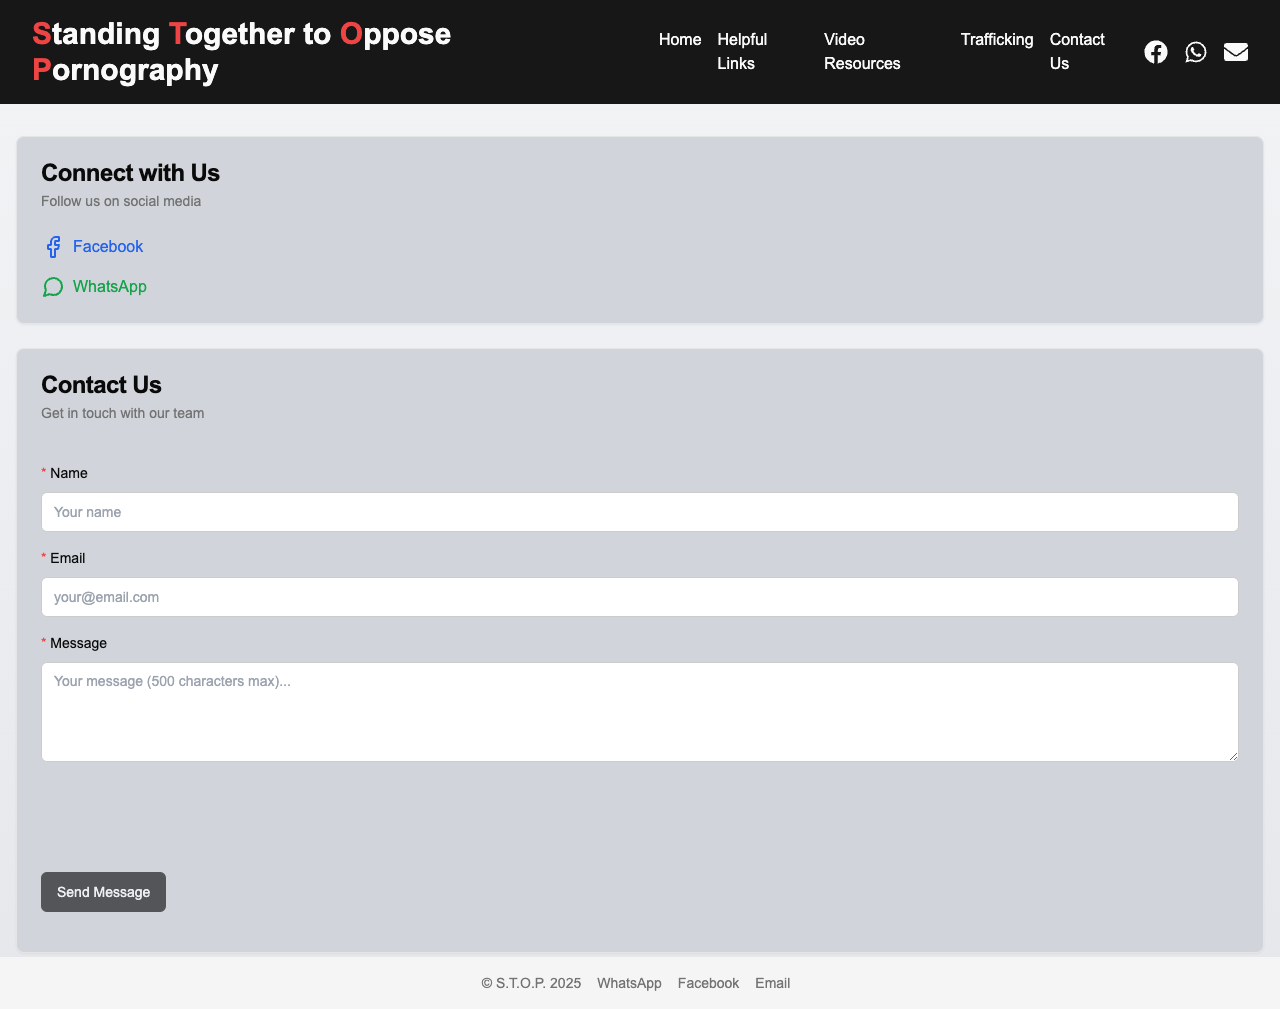 Standing Together to Oppose
Pornography
Home
Helpful
Links
Video
Resources
Trafficking
Contact
Us
Connect with Us
Follow us on social media
Facebook
WhatsApp
Contact Us
Get in touch with our team
* Name
Your name
* Email
your@email.com
* Message
Your message (500 characters max)...
Send Message
© S.T.O.P. 2025 WhatsApp Facebook Email